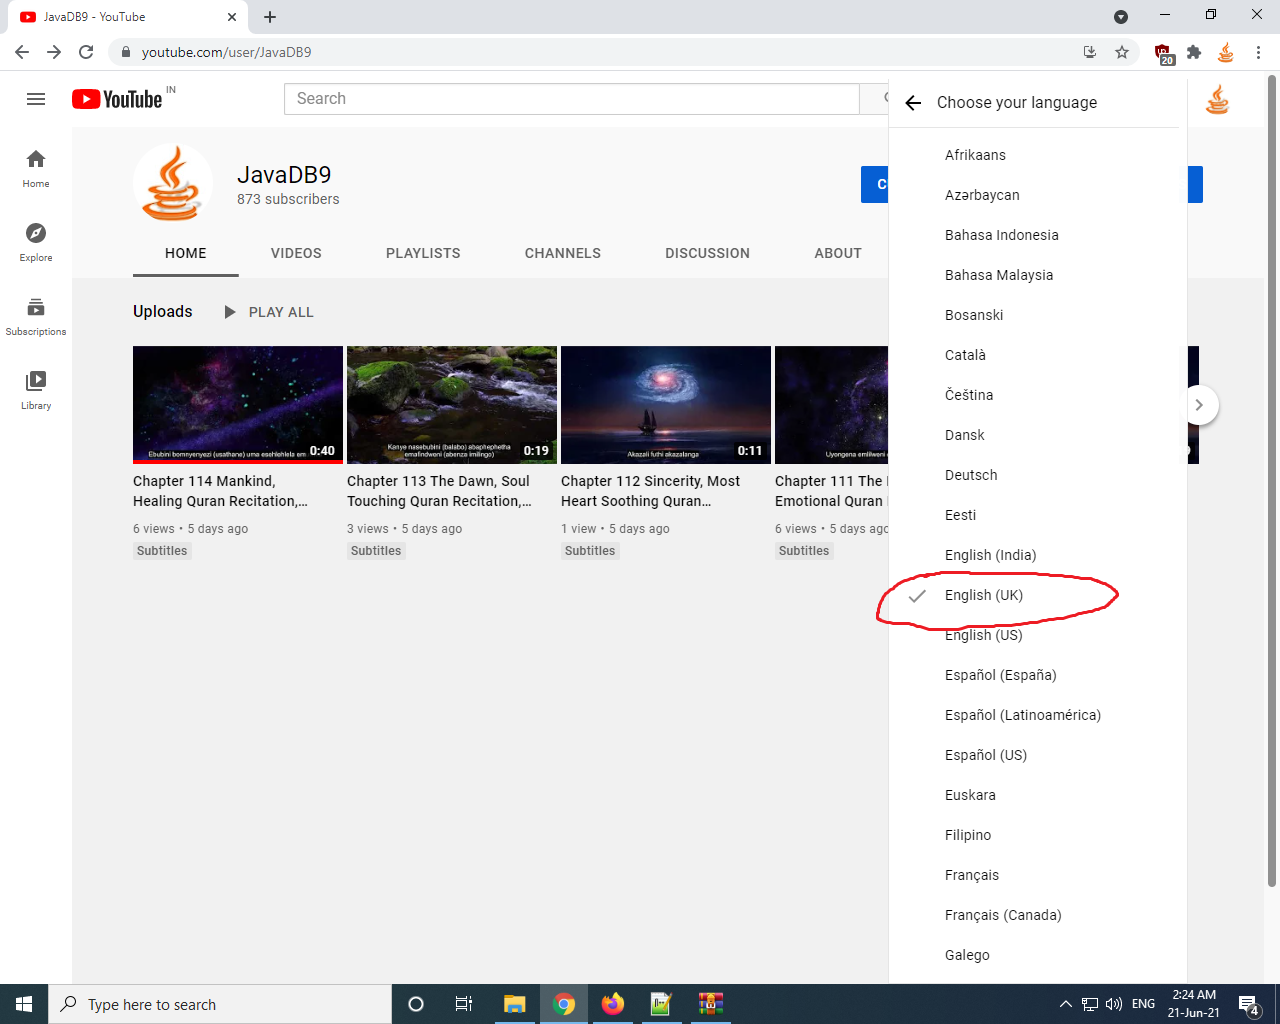 JavaDB9 - YouTube
youtube.com/user/JavaDB9
20
YouTube IN
Search
Choose your language
Home
Explore
Subscriptions
Library
JavaDB9
873 subscribers
HOME VIDEOS PLAYLISTS CHANNELS DISCUSSION ABOUT
Uploads PLAY ALL
Ebubini bomnyenyezi (usathane) uma esehlehlela em
0:40
Chapter 114 Mankind,
Healing Quran Recitation,...
6 views • 5 days ago
Subtitles
Kanye nasebubini (balabo) abaphephetha
emafindweni (abenza imilingo)
0:19
Chapter 113 The Dawn, Soul
Touching Quran Recitation,...
3 views • 5 days ago
Subtitles
Akazali futhi akazalanga
0:11
Chapter 112 Sincerity, Most
Heart Soothing Quran...
1 view • 5 days ago
Subtitles
Uyongena emlilweni
Chapter 111 The
Emotional Quran
6 views • 5 days ago
Subtitles
Afrikaans
Azərbaycan
Bahasa Indonesia
Bahasa Malaysia
Bosanski
Català
Čeština
Dansk
Deutsch
Eesti
English (India)
English (UK)
English (US)
Español (España)
Español (Latinoamérica)
Español (US)
Euskara
Filipino
Français
Français (Canada)
Galego
Type here to search
ENG
2:24 AM
21-Jun-21
4